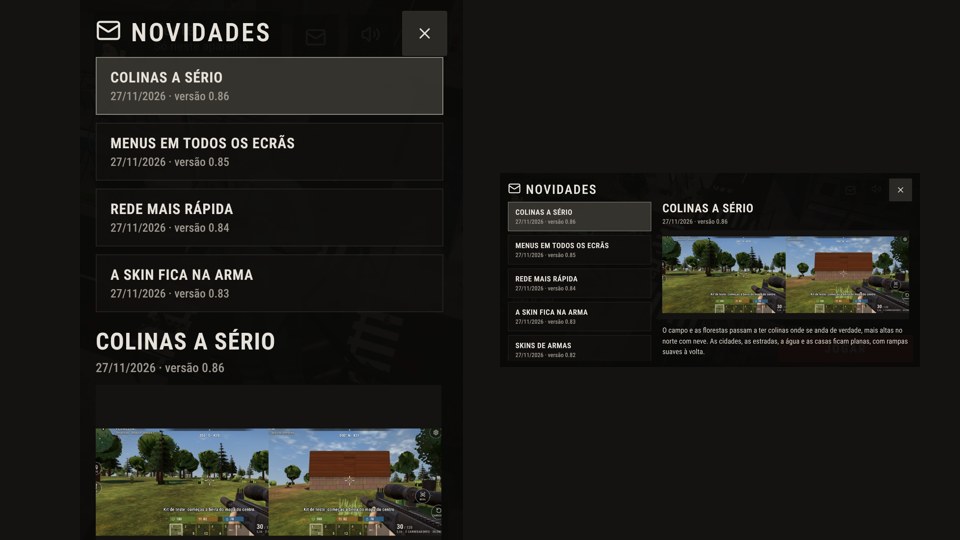 NOVIDADES
COLINAS A SÉRIO
27/11/2026 · versão 0.86
MENUS EM TODOS OS ECRÃS
27/11/2026 · versão 0.85
REDE MAIS RÁPIDA
27/11/2026 · versão 0.84
A SKIN FICA NA ARMA
27/11/2026 · versão 0.83
COLINAS A SÉRIO
27/11/2026 · versão 0.86
30
30
NOVIDADES
COLINAS A SÉRIO
27/11/2026 · versão 0.86
MENUS EM TODOS OS ECRÃS
27/11/2026 · versão 0.85
REDE MAIS RÁPIDA
27/11/2026 · versão 0.84
A SKIN FICA NA ARMA
27/11/2026 · versão 0.83
SKINS DE ARMAS
27/11/2026 · versão 0.82
COLINAS A SÉRIO
27/11/2026 · versão 0.86
30
30
O campo e as florestas passam a ter colinas onde se anda de verdade, mais altas no
norte com neve. As cidades, as estradas, a água e as casas ficam planas, com rampas
suaves à volta.